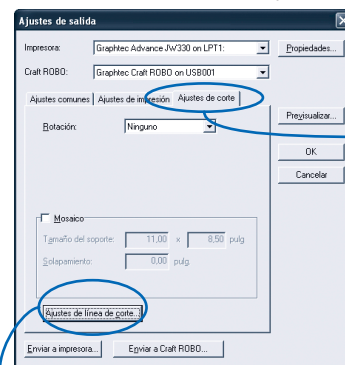 Ajustes de salida
Impresora: Graphtec Advance JW330 on LPT1: Propiedades...
Craft ROBO: Graphtec Craft ROBO on USB001
Ajustes comunes Ajustes de impresión Ajustes de corte
Rotación: Ninguno Previsualizar...
OK
Cancelar
Mosaico
Tamaño del soporte: 11,00 x 8,50 pulg
Solapamiento: 0,00 pulg.
Ajustes de línea de corte...
Enviar a impresora... Enviar a Craft ROBO...